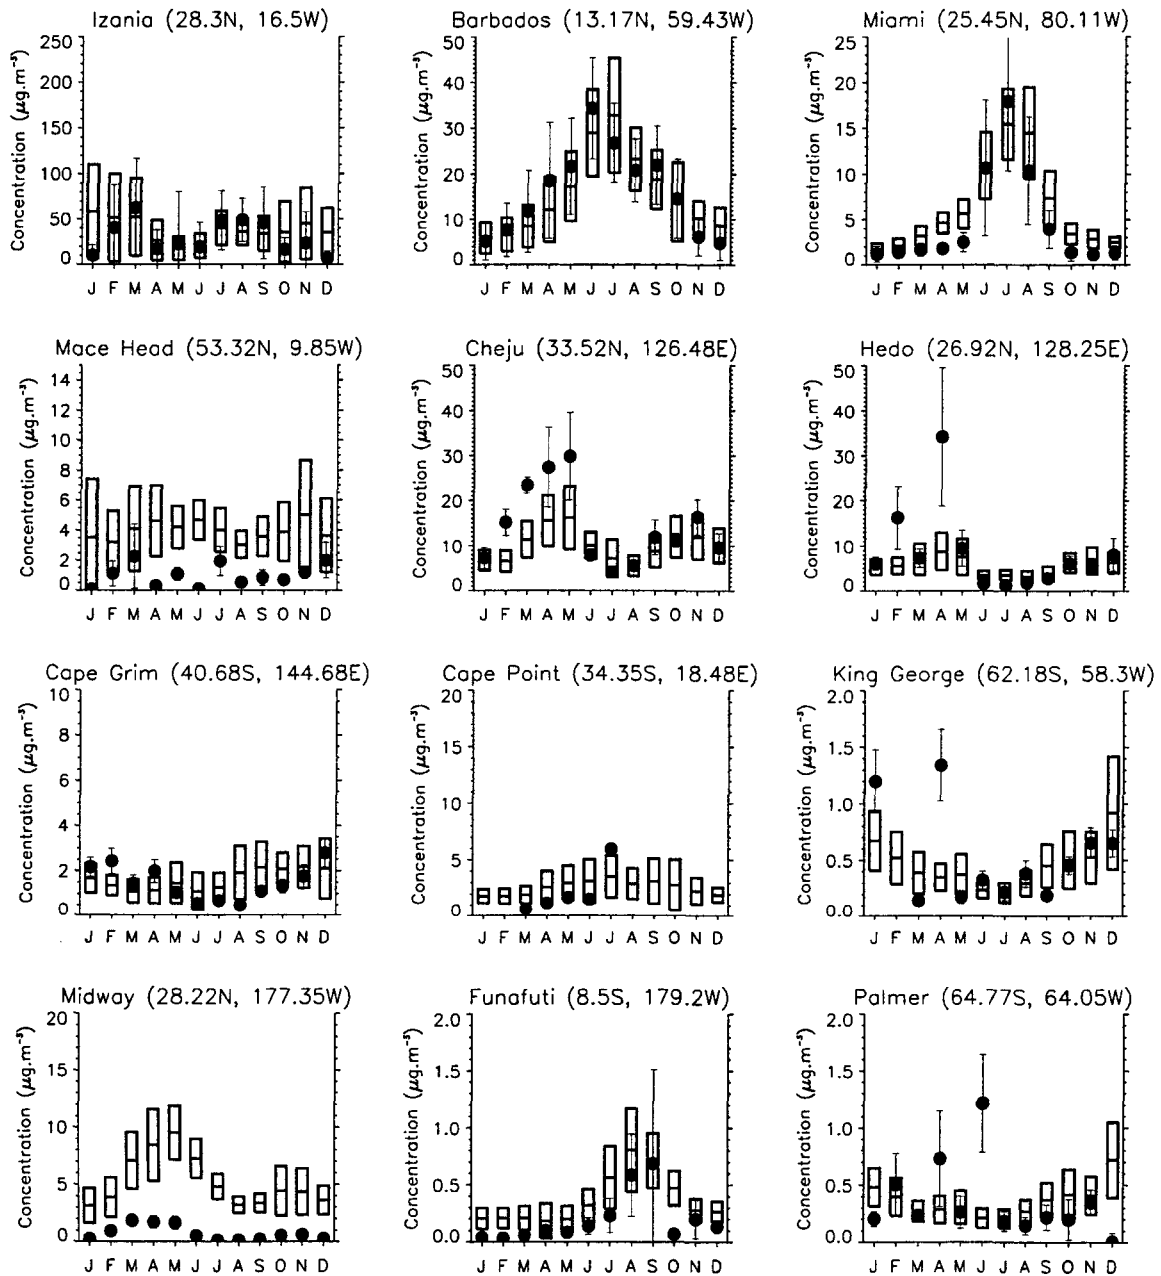 Izania (28.3N, 16.5W)
Concentration (μg.m⁻³)
250
200
150
100
50
0
J F M A M J J A S O N D
Barbados (13.17N, 59.43W)
Concentration (μg.m⁻³)
50
40
30
20
10
0
J F M A M J J A S O N D
Miami (25.45N, 80.11W)
Concentration (μg.m⁻³)
25
20
15
10
5
0
J F M A M J J A S O N D
Mace Head (53.32N, 9.85W)
Concentration (μg.m⁻³)
14
12
10
8
6
4
2
0
J F M A M J J A S O N D
Cheju (33.52N, 126.48E)
Concentration (μg.m⁻³)
50
40
30
20
10
0
J F M A M J J A S O N D
Hedo (26.92N, 128.25E)
Concentration (μg.m⁻³)
50
40
30
20
10
0
J F M A M J J A S O N D
Cape Grim (40.68S, 144.68E)
Concentration (μg.m⁻³)
10
8
6
4
2
0
J F M A M J J A S O N D
Cape Point (34.35S, 18.48E)
Concentration (μg.m⁻³)
20
15
10
5
0
J F M A M J J A S O N D
King George (62.18S, 58.3W)
Concentration (μg.m⁻³)
2.0
1.5
1.0
0.5
0.0
J F M A M J J A S O N D
Midway (28.22N, 177.35W)
Concentration (μg.m⁻³)
20
15
10
5
0
J F M A M J J A S O N D
Funafuti (8.5S, 179.2W)
Concentration (μg.m⁻³)
2.0
1.5
1.0
0.5
0.0
J F M A M J J A S O N D
Palmer (64.77S, 64.05W)
Concentration (μg.m⁻³)
2.0
1.5
1.0
0.5
0.0
J F M A M J J A S O N D